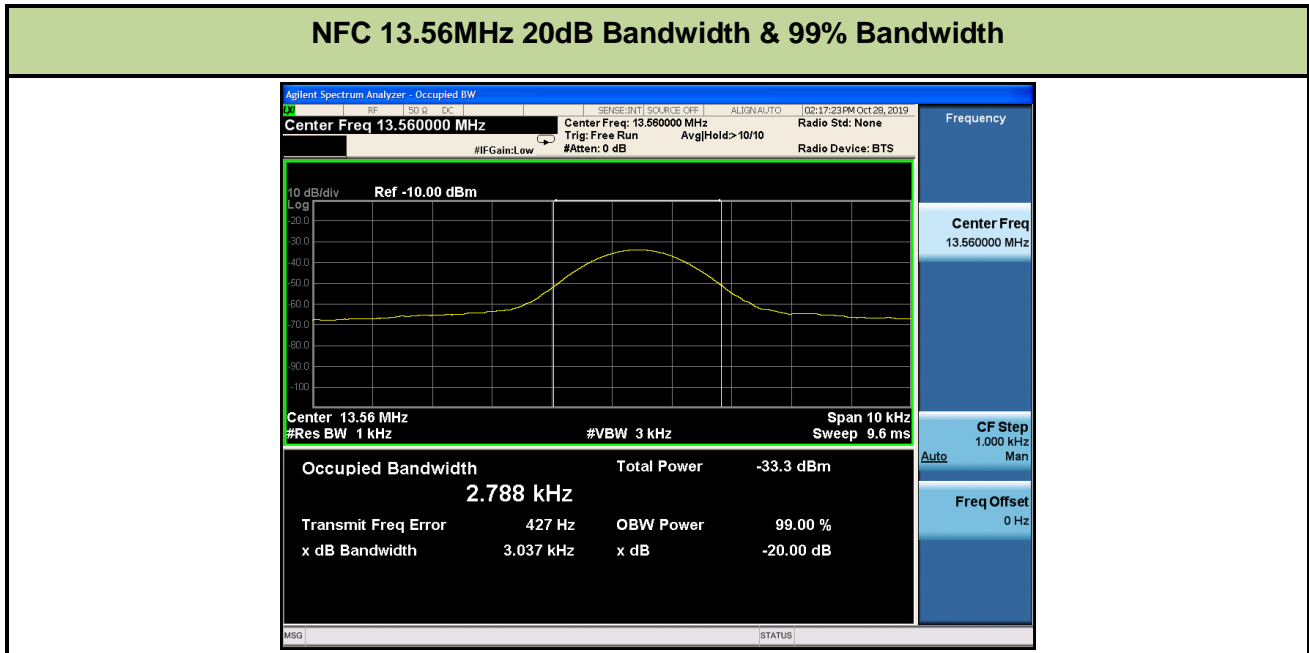 NFC 13.56MHz 20dB Bandwidth & 99% Bandwidth
Agilent Spectrum Analyzer - Occupied BW
LXI RF 50 Ω DC SENSE:INT SOURCE OFF ALIGN AUTO 02:17:23 PM Oct 28, 2019
Center Freq 13.560000 MHz
Center Freq: 13.560000 MHz
Radio Std: None
Trig: Free Run Avg|Hold:> 10/10
#IFGain:Low
#Atten: 0 dB
Radio Device: BTS
10 dB/div Ref -10.00 dBm
Log
-20.0
-30.0
-40.0
-50.0
-60.0
-70.0
-80.0
-90.0
-100
Center 13.56 MHz
Span 10 kHz
#Res BW 1 kHz
#VBW 3 kHz
Sweep 9.6 ms
Occupied Bandwidth
Total Power -33.3 dBm
2.788 kHz
Transmit Freq Error 427 Hz
OBW Power 99.00 %
x dB Bandwidth 3.037 kHz
x dB -20.00 dB
Frequency
Center Freq
13.560000 MHz
CF Step
1.000 kHz
Auto Man
Freq Offset
0 Hz
MSG
STATUS